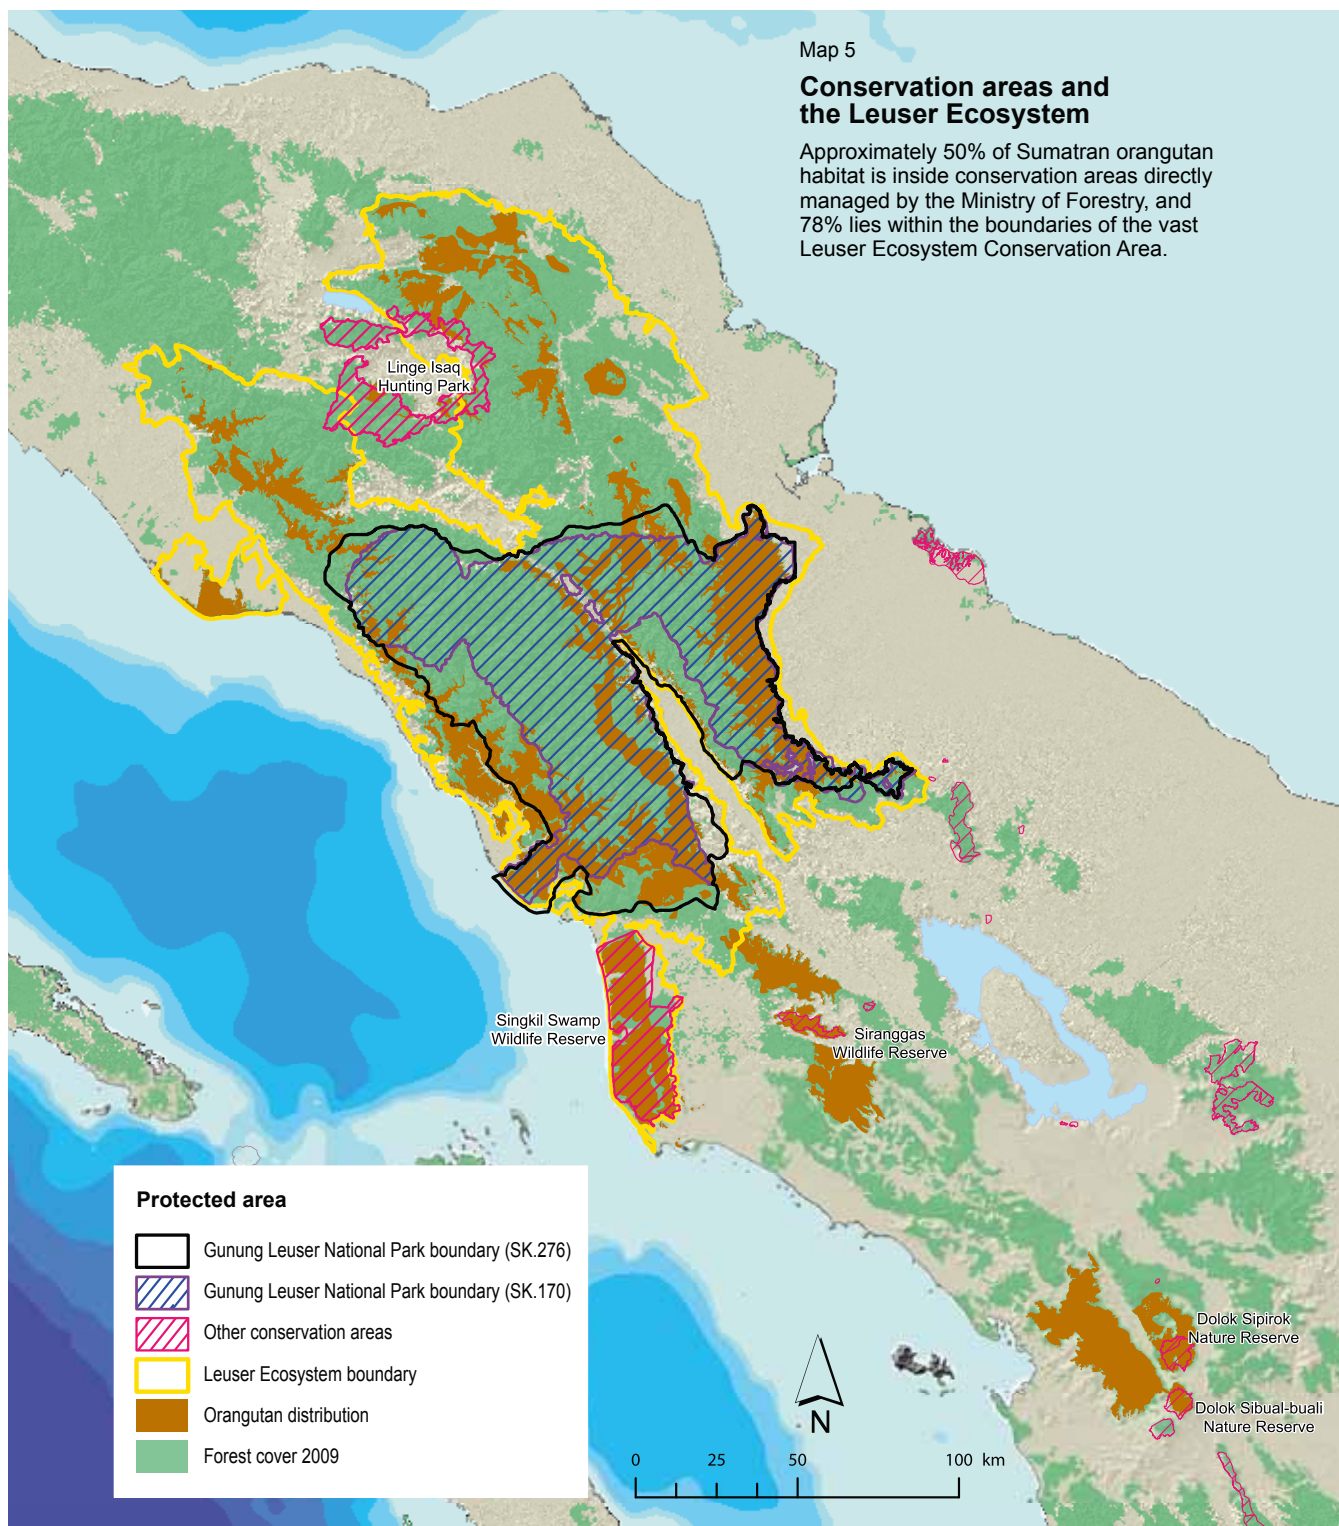 Map 5
Conservation areas and
the Leuser Ecosystem
Approximately 50% of Sumatran orangutan
habitat is inside conservation areas directly
managed by the Ministry of Forestry, and
78% lies within the boundaries of the vast
Leuser Ecosystem Conservation Area.
Linge Isaq
Hunting Park
Singkil Swamp
Wildlife Reserve
Siranggas
Wildlife Reserve
Dolok Sipirok
Nature Reserve
Dolok Sibual-buali
Nature Reserve
Protected area
Gunung Leuser National Park boundary (SK.276)
Gunung Leuser National Park boundary (SK.170)
Other conservation areas
Leuser Ecosystem boundary
Orangutan distribution
Forest cover 2009
N
0 25 50 100 km